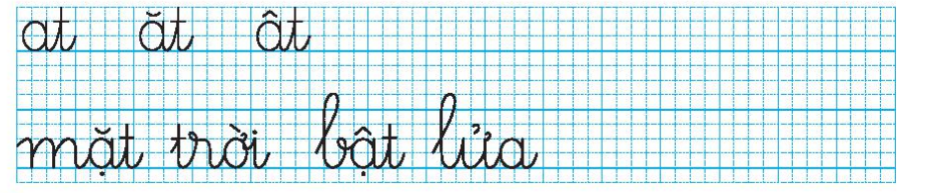 at ăt ât
mặt trời bật lửa